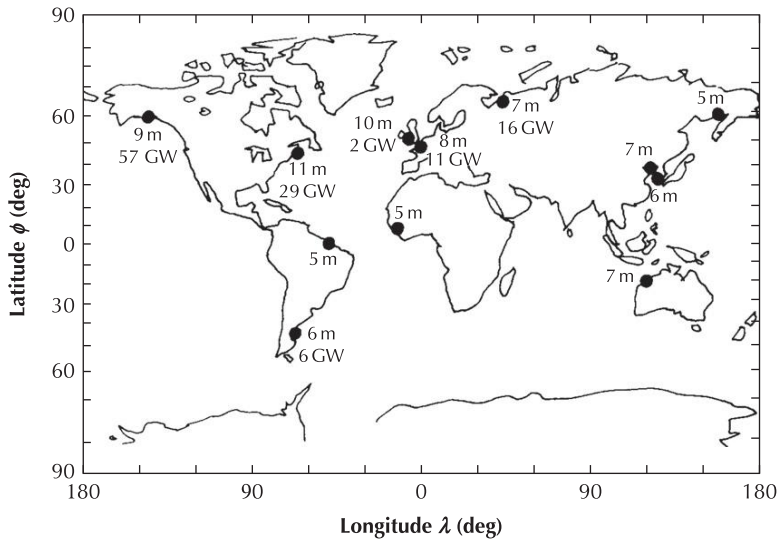 90
60
30
0
30
60
90
Latitude ϕ (deg)
180
90
0
90
180
Longitude λ (deg)
9 m
57 GW
11 m
29 GW
10 m
2 GW
8 m
11 GW
7 m
16 GW
5 m
7 m
6 m
5 m
5 m
7 m
6 m
6 GW